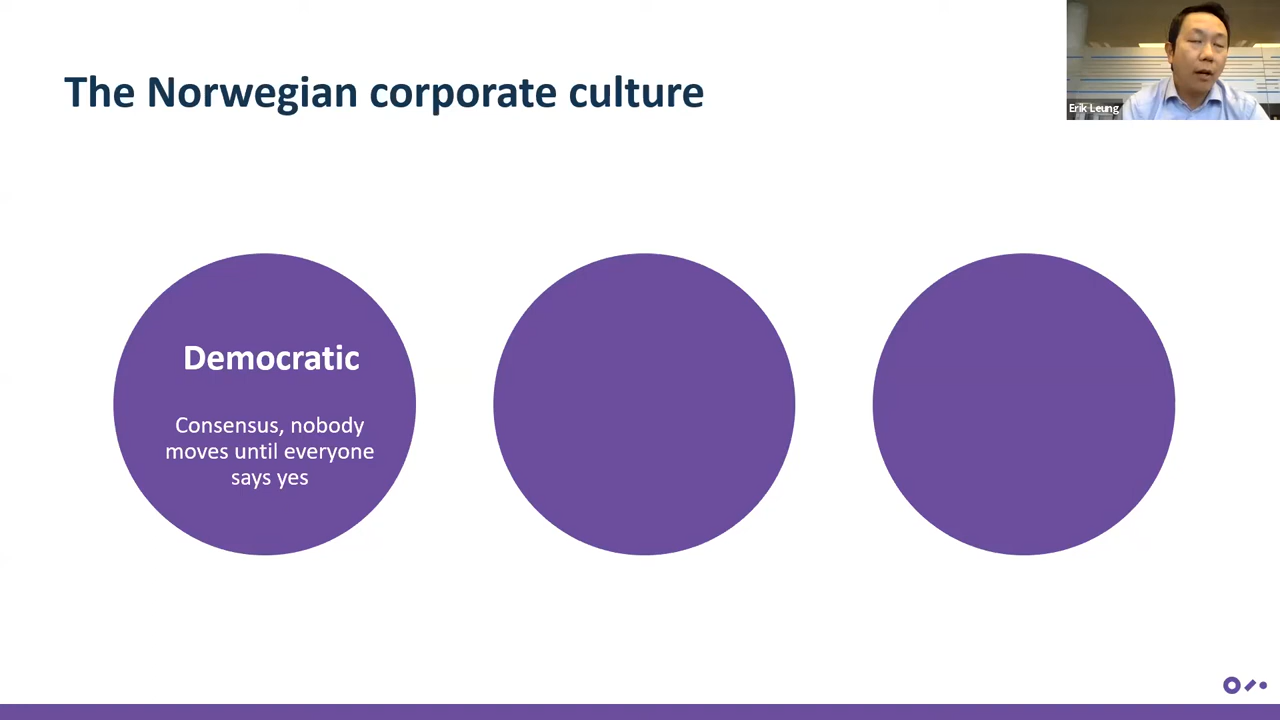 The Norwegian corporate culture
Erik Leung
Democratic
Consensus, nobody
moves until everyone
says yes